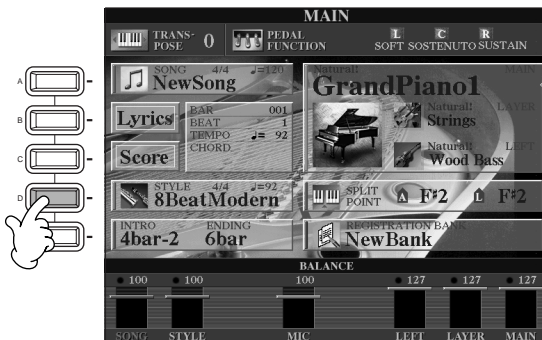 MAIN
TRANS-
POSE 0
PEDAL
FUNCTION
L C R
SOFT SOSTENUTO SUSTAIN
A
B
C
D
SONG 4/4 ♩=120
NewSong
Lyrics
Score
BAR 001
BEAT 1
TEMPO ♩= 92
CHORD
STYLE 4/4 ♩=92
8BeatModern
INTRO ENDING
4bar-2 6bar
Natural! MAIN
GrandPiano1
Natural! LAYER
Strings
Natural! LEFT
Wood Bass
SPLIT
POINT A F♯2 L F♯2
REGISTRATION BANK
NewBank
BALANCE
100 100 100 127 127 127
SONG STYLE MIC LEFT LAYER MAIN